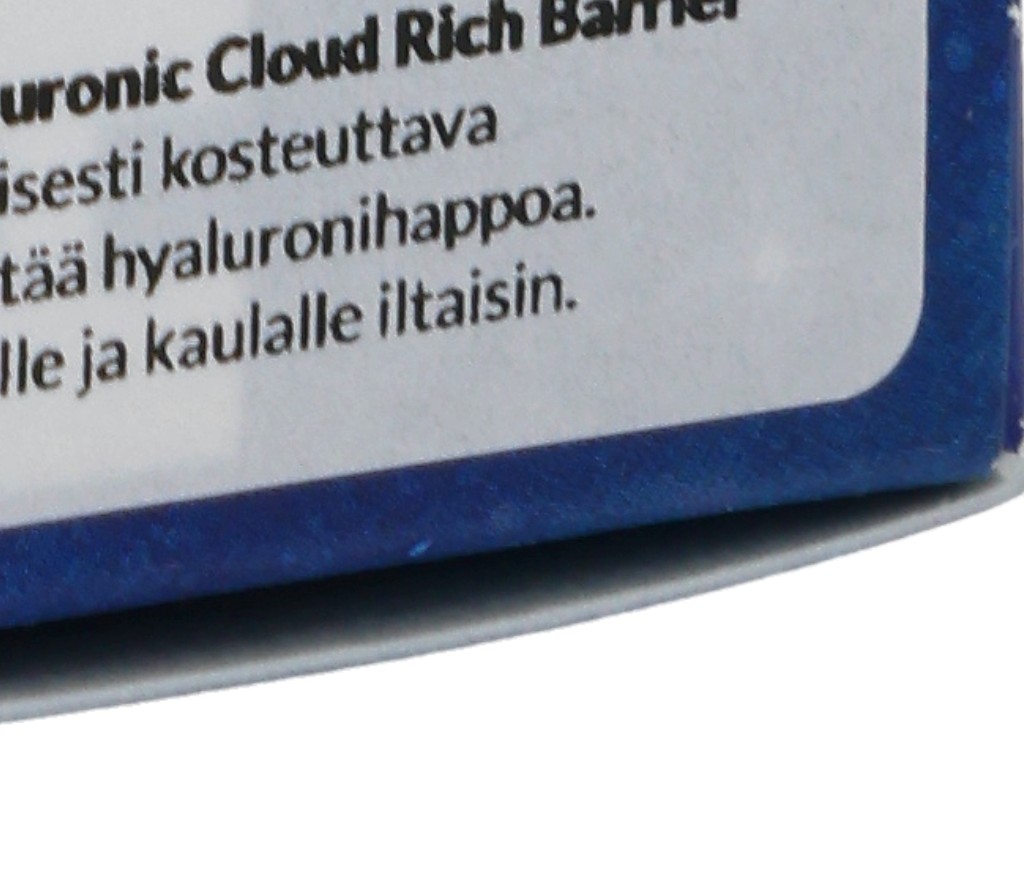 uronic Cloud Rich Barrier
isesti kosteuttava
tää hyaluronihappoa.
lle ja kaulalle iltaisin.